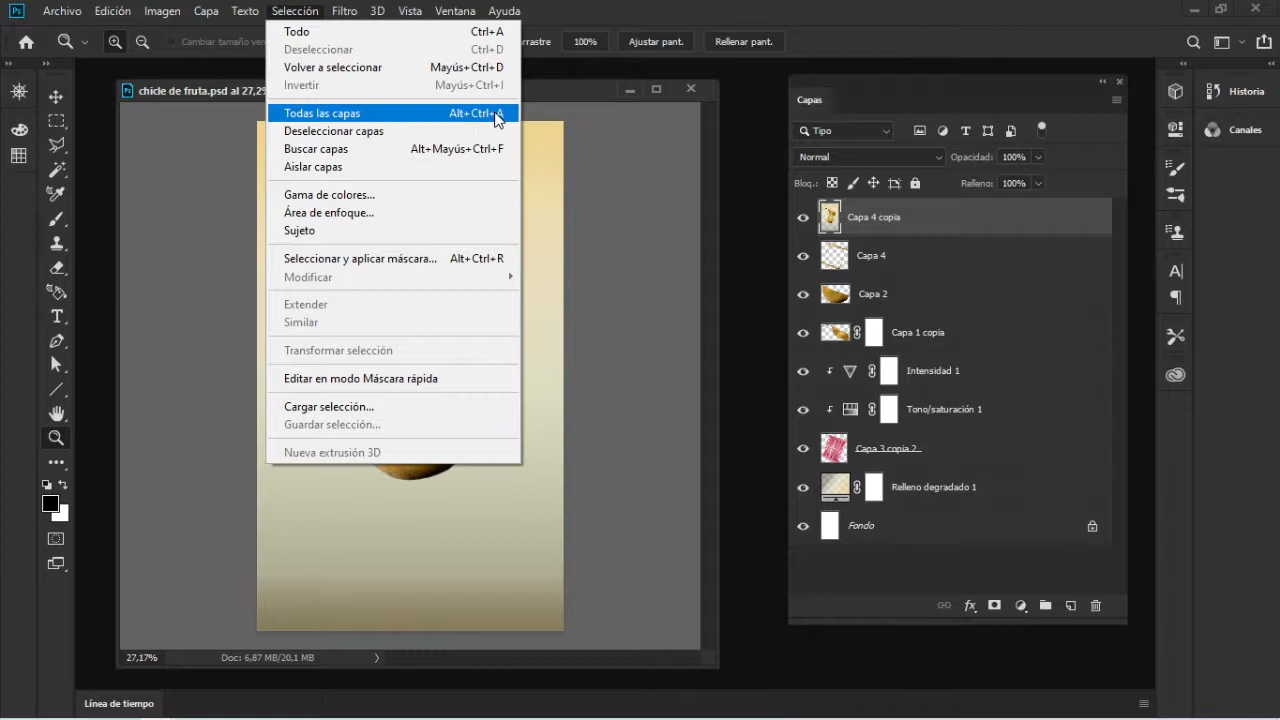 Ps Archivo Edición Imagen Capa Texto Selección Filtro 3D Vista Ventana Ayuda
100% Ajustar pant. Rellenar pant.
chicle de fruta.psd al 27,2%
Todo Ctrl+A
Deseleccionar Ctrl+D
Volver a seleccionar Mayús+Ctrl+D
Invertir Mayús+Ctrl+I
Todas las capas Alt+Ctrl+A
Deseleccionar capas
Buscar capas Alt+Mayús+Ctrl+F
Aislar capas
Gama de colores...
Área de enfoque...
Sujeto
Seleccionar y aplicar máscara... Alt+Ctrl+R
Modificar
Extender
Similar
Transformar selección
Editar en modo Máscara rápida
Cargar selección...
Guardar selección...
Nueva extrusión 3D
27,17% Doc: 6,87 MB/20,1 MB
Línea de tiempo
Capas
Tipo
Normal Opacidad: 100%
Bloq.: Relleno: 100%
Capa 4 copia
Capa 4
Capa 2
Capa 1 copia
Intensidad 1
Tono/saturación 1
Capa 3 copia 2
Relleno degradado 1
Fondo
fx
Historia
Canales